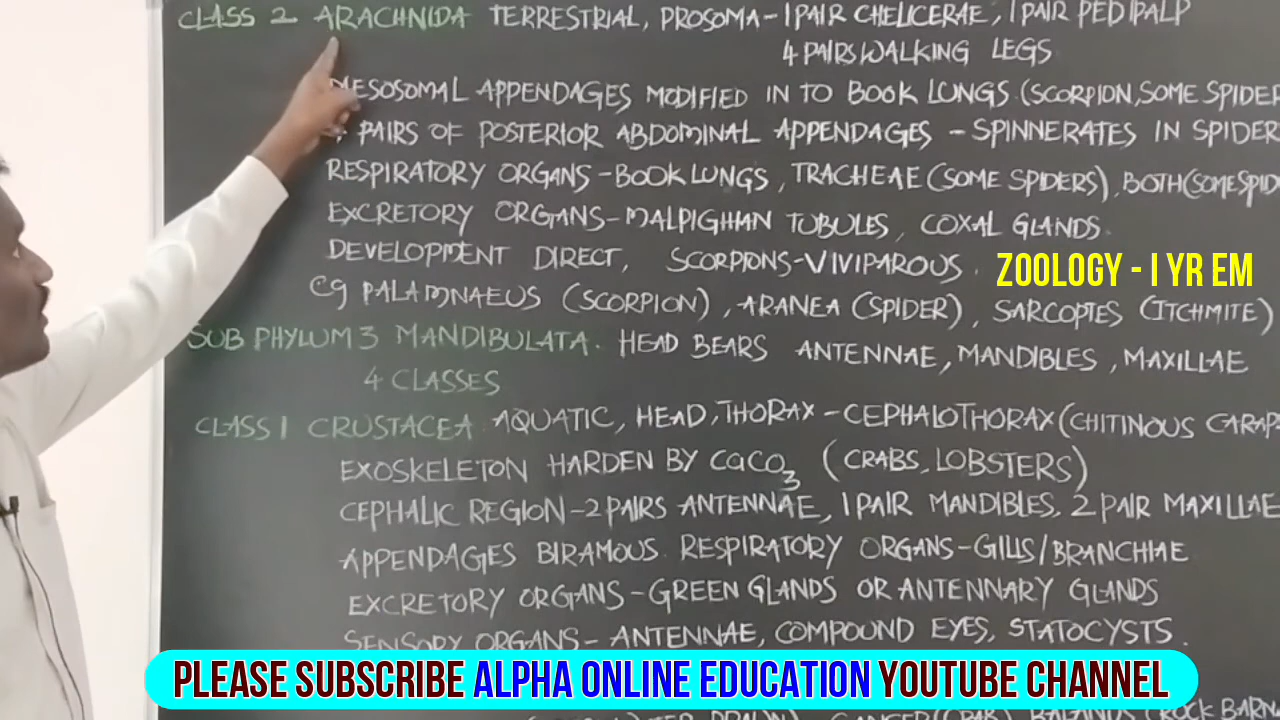 CLASS 2 ARACHNIDA TERRESTRIAL, PROSOMA - 1 PAIR CHELICERAE, 1 PAIR PEDIPALP
4 PAIRS WALKING LEGS
MESOSOMAL APPENDAGES MODIFIED IN TO BOOK LUNGS (SCORPION, SOME SPIDER
PAIRS OF POSTERIOR ABDOMINAL APPENDAGES - SPINNERATES IN SPIDER
RESPIRATORY ORGANS - BOOK LUNGS, TRACHEAE (SOME SPIDERS), BOTH (SOME SPID
EXCRETORY ORGANS - MALPIGHIAN TUBULES, COXAL GLANDS.
DEVELOPMENT DIRECT, SCORPIONS - VIVIPAROUS.
ZOOLOGY - I YR EM
Cg PALAMNAEUS (SCORPION), ARANEA (SPIDER), SARCOPTES (ITCHMITE)
SUB PHYLUM 3 MANDIBULATA. HEAD BEARS ANTENNAE, MANDIBLES, MAXILLAE
4 CLASSES
CLASS 1 CRUSTACEA AQUATIC, HEAD, THORAX - CEPHALOTHORAX (CHITINOUS CARAP
EXOSKELETON HARDEN BY CaCO3 (CRABS, LOBSTERS)
CEPHALIC REGION - 2 PAIRS ANTENNAE, 1 PAIR MANDIBLES, 2 PAIR MAXILLAE
APPENDAGES BIRAMOUS. RESPIRATORY ORGANS - GILLS/BRANCHIAE
EXCRETORY ORGANS - GREEN GLANDS OR ANTENNARY GLANDS
SENSORY ORGANS - ANTENNAE, COMPOUND EYES, STATOCYSTS.
PLEASE SUBSCRIBE ALPHA ONLINE EDUCATION YOUTUBE CHANNEL